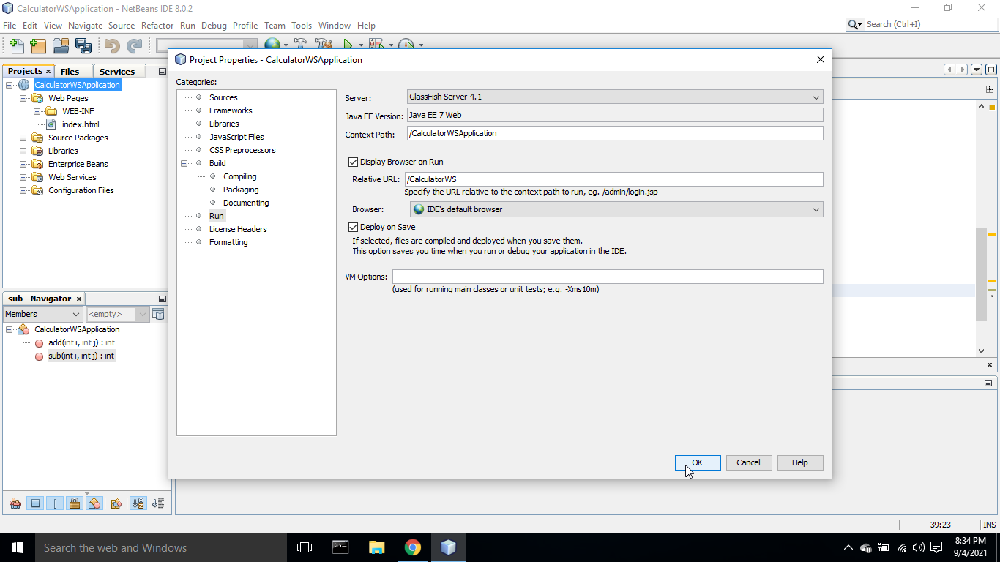 CalculatorWSApplication - NetBeans IDE 8.0.2
File Edit View Navigate Source Refactor Run Debug Profile Team Tools Window Help
Search (Ctrl+I)
Projects × Files Services
CalculatorWSApplication
Web Pages
WEB-INF
index.html
Source Packages
Libraries
Enterprise Beans
Web Services
Configuration Files
sub - Navigator ×
Members <empty>
CalculatorWSApplication
add(int i, int j) : int
sub(int i, int j) : int
Project Properties - CalculatorWSApplication
Categories:
Sources
Frameworks
Libraries
JavaScript Files
CSS Preprocessors
Build
Compiling
Packaging
Documenting
Run
License Headers
Formatting
Server: GlassFish Server 4.1
Java EE Version: Java EE 7 Web
Context Path: /CalculatorWSApplication
Display Browser on Run
Relative URL: /CalculatorWS
Specify the URL relative to the context path to run, eg. /admin/login.jsp
Browser: IDE's default browser
Deploy on Save
If selected, files are compiled and deployed when you save them.
This option saves you time when you run or debug your application in the IDE.
VM Options:
(used for running main classes or unit tests; e.g. -Xms10m)
OK Cancel Help
39:23 INS
Search the web and Windows
8:34 PM
9/4/2021